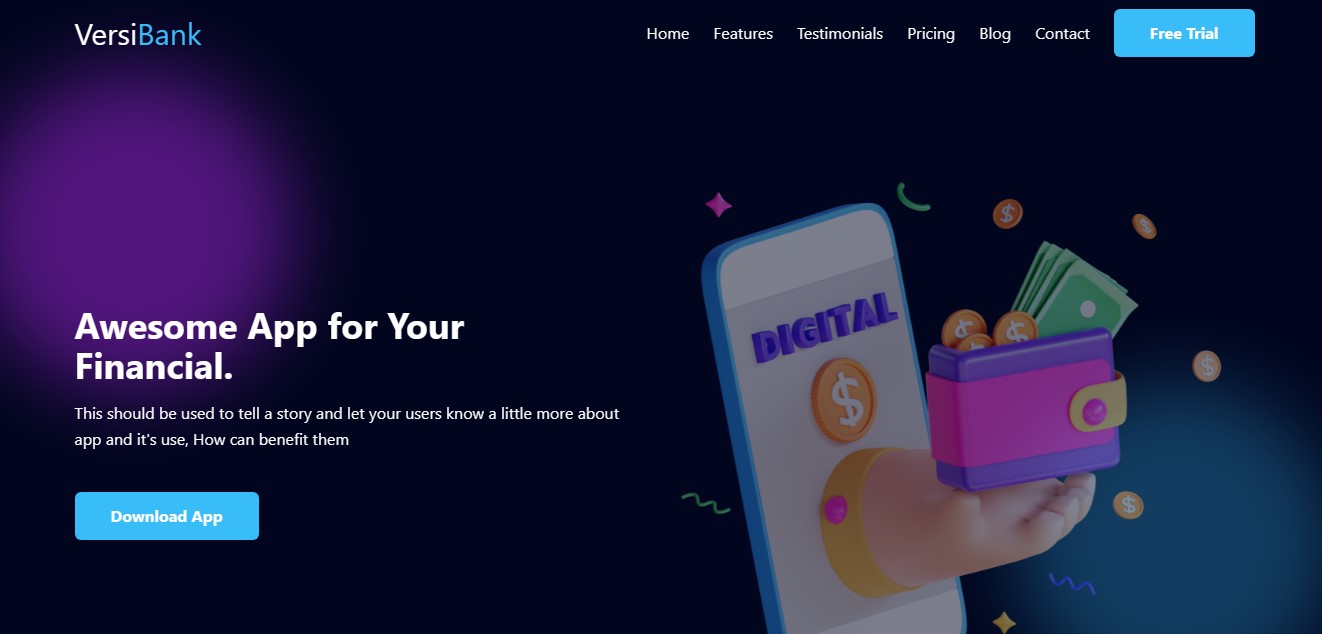 VersiBank
Home Features Testimonials Pricing Blog Contact Free Trial
DIGITAL
$
Awesome App for Your
Financial.
This should be used to tell a story and let your users know a little more about
app and it's use, How can benefit them
Download App